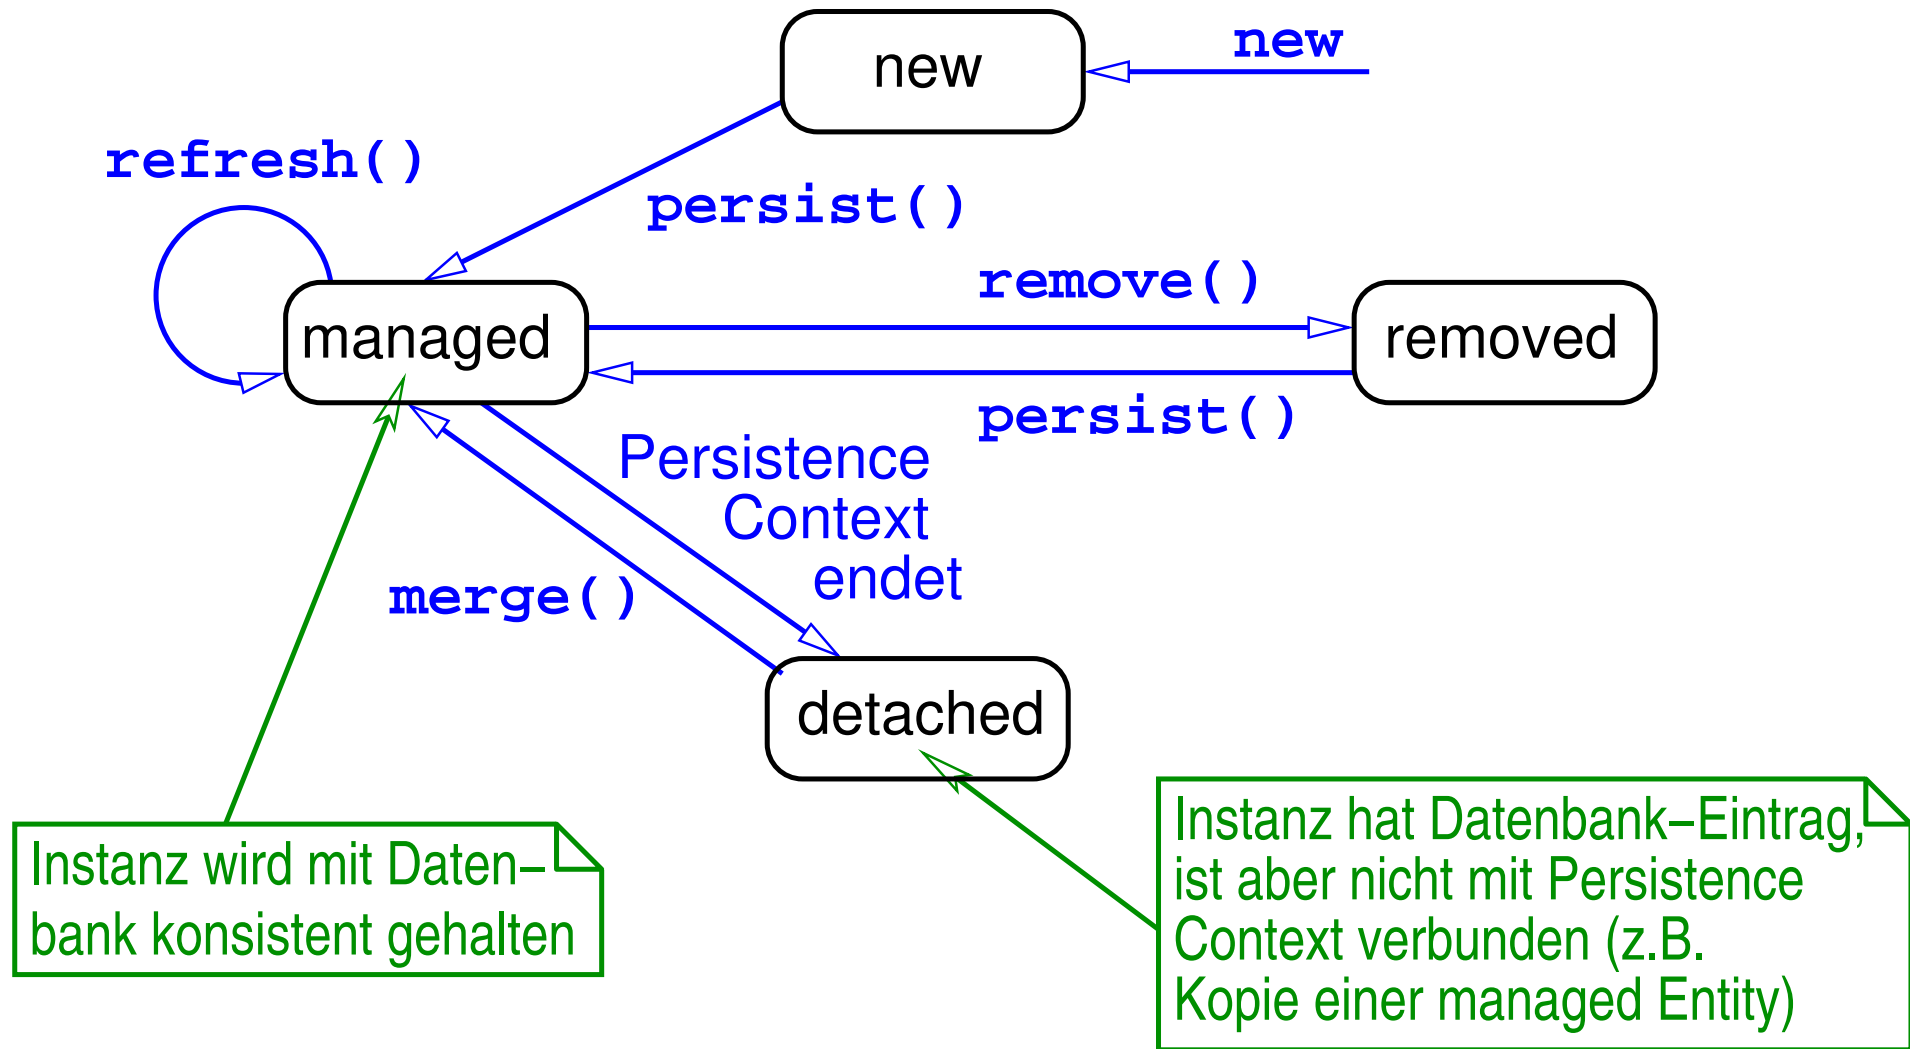 new
new
refresh()
persist()
remove()
managed
removed
persist()
Persistence
Context
endet
merge()
detached
Instanz wird mit Daten–
bank konsistent gehalten
Instanz hat Datenbank–Eintrag,
ist aber nicht mit Persistence
Context verbunden (z.B.
Kopie einer managed Entity)